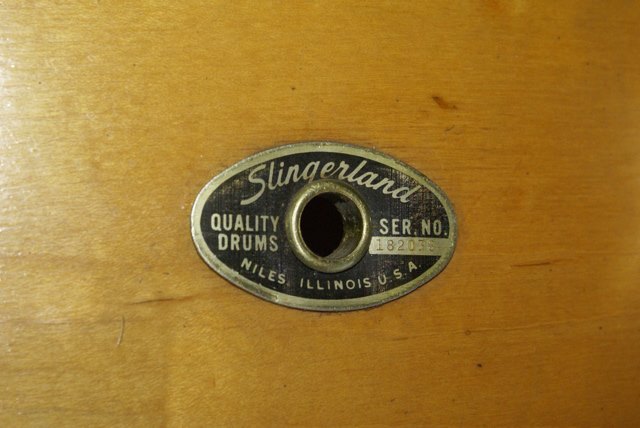 Slingerland
QUALITY
DRUMS
SER. NO.
NILES, ILLINOIS U.S.A.